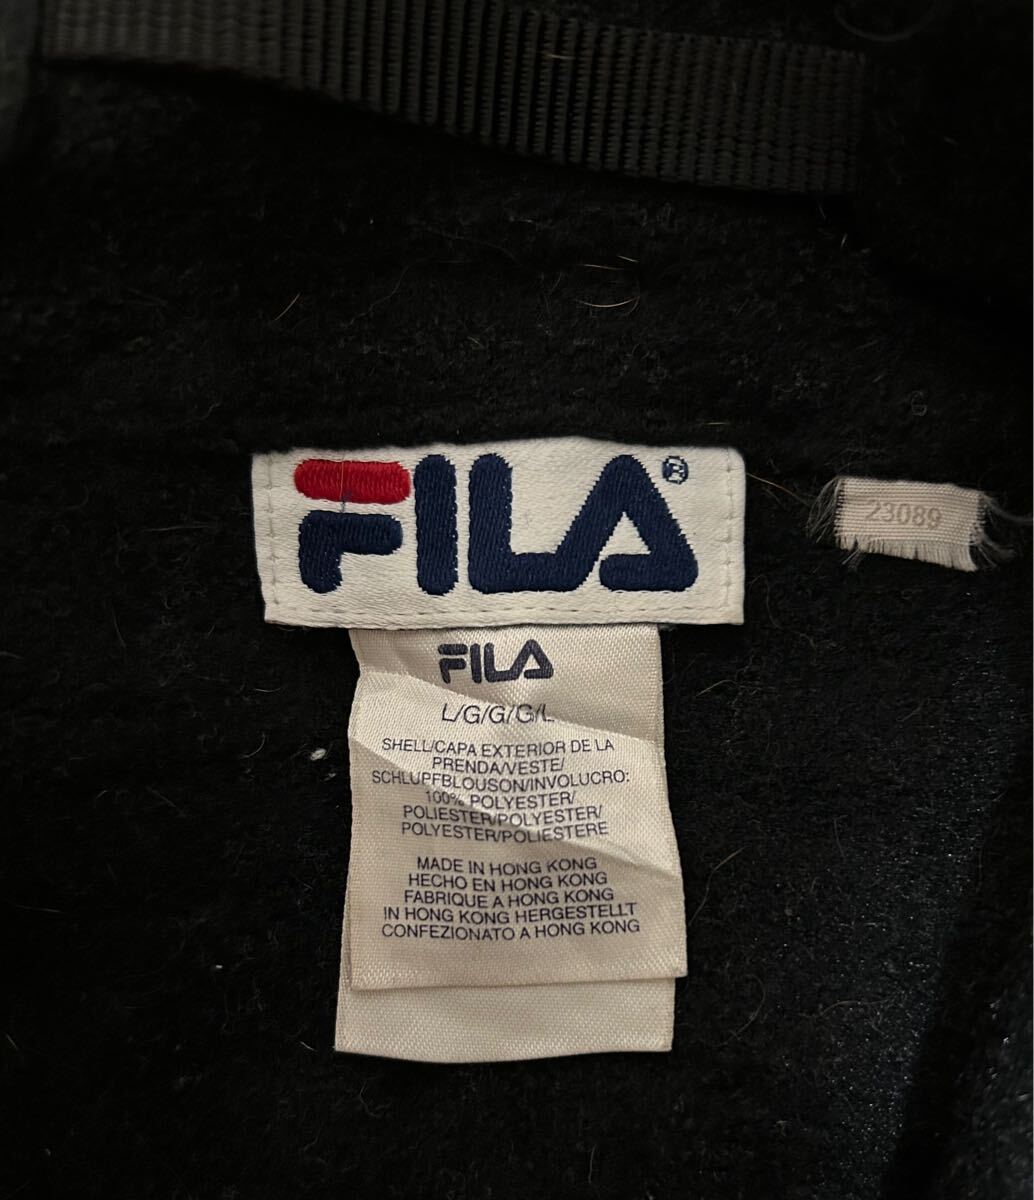 FILA®
23089
FILA
L/G/G/G/L
SHELL/CAPA EXTERIOR DE LA
PRENDA/VESTE/
SCHLUPFBLOUSON/INVOLUCRO:
100% POLYESTER/
POLIESTER/POLYESTER/
POLYESTER/POLIESTERE
MADE IN HONG KONG
HECHO EN HONG KONG
FABRIQUE A HONG KONG
IN HONG KONG HERGESTELLT
CONFEZIONATO A HONG KONG